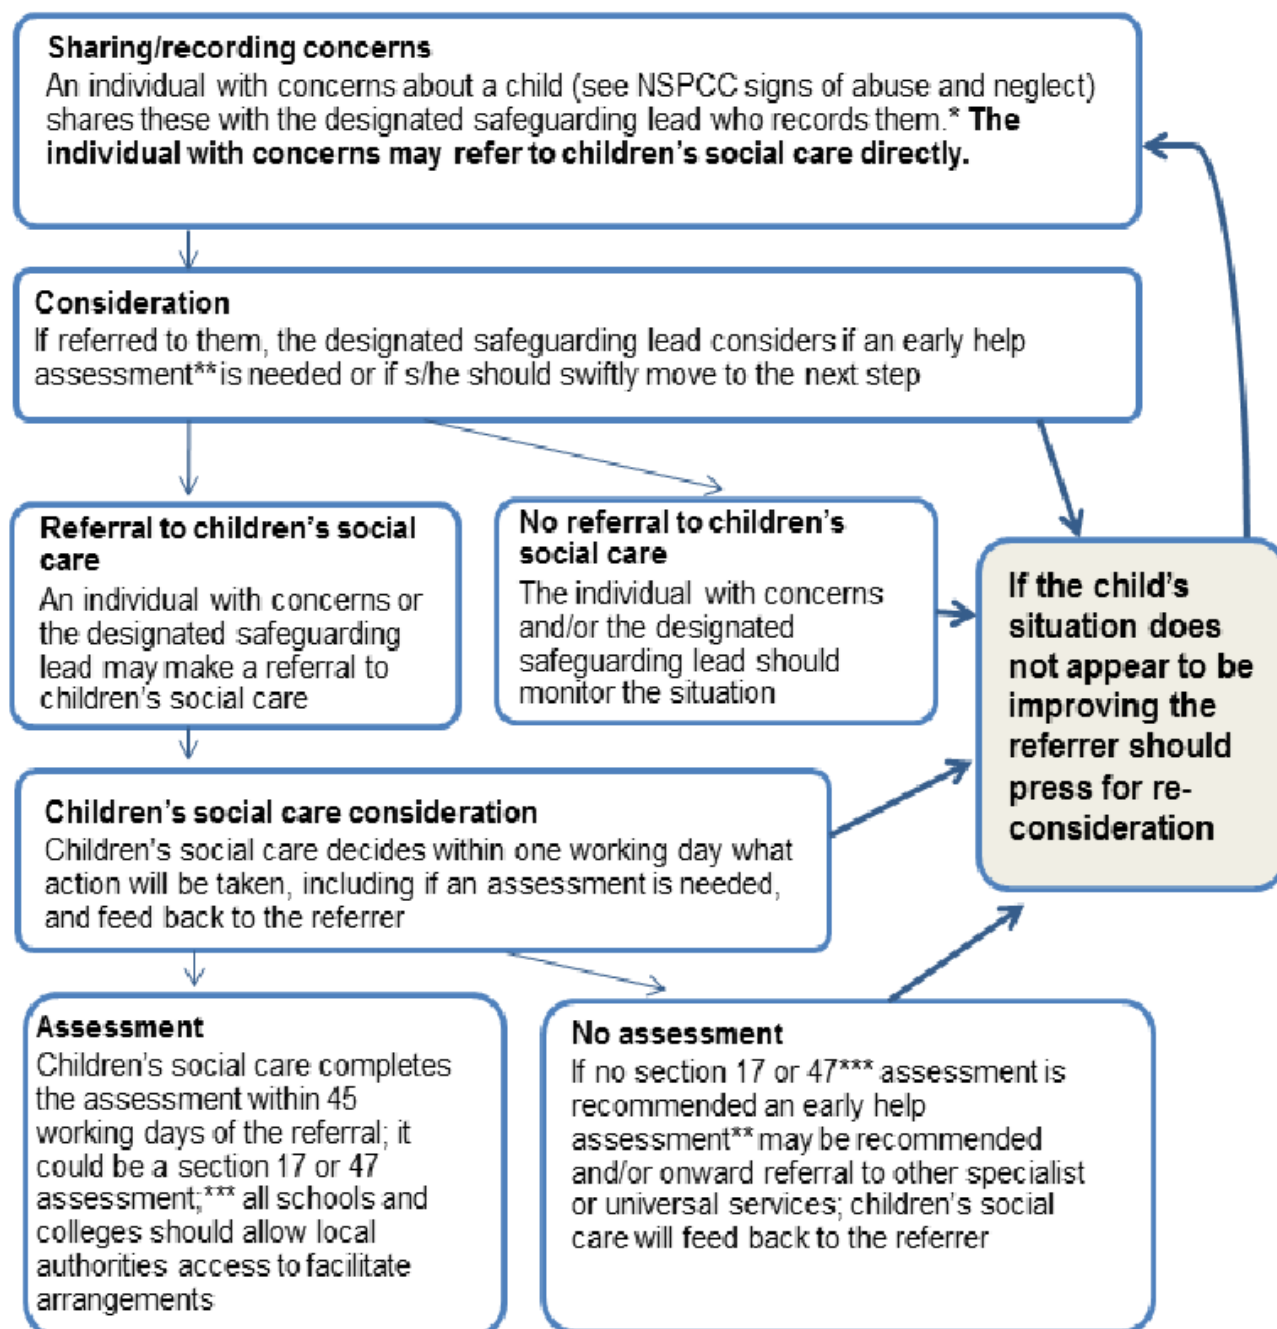 Sharing/recording concerns
An individual with concerns about a child (see NSPCC signs of abuse and neglect)
shares these with the designated safeguarding lead who records them.* The
individual with concerns may refer to children's social care directly.
Consideration
If referred to them, the designated safeguarding lead considers if an early help
assessment** is needed or if s/he should swiftly move to the next step
Referral to children's social
care
An individual with concerns or
the designated safeguarding
lead may make a referral to
children's social care
No referral to children's
social care
The individual with concerns
and/or the designated
safeguarding lead should
monitor the situation
If the child's
situation does
not appear to be
improving the
referrer should
press for re-
consideration
Children's social care consideration
Children's social care decides within one working day what
action will be taken, including if an assessment is needed,
and feed back to the referrer
Assessment
Children's social care completes
the assessment within 45
working days of the referral; it
could be a section 17 or 47
assessment;*** all schools and
colleges should allow local
authorities access to facilitate
arrangements
No assessment
If no section 17 or 47*** assessment is
recommended an early help
assessment** may be recommended
and/or onward referral to other specialist
or universal services; children's social
care will feed back to the referrer